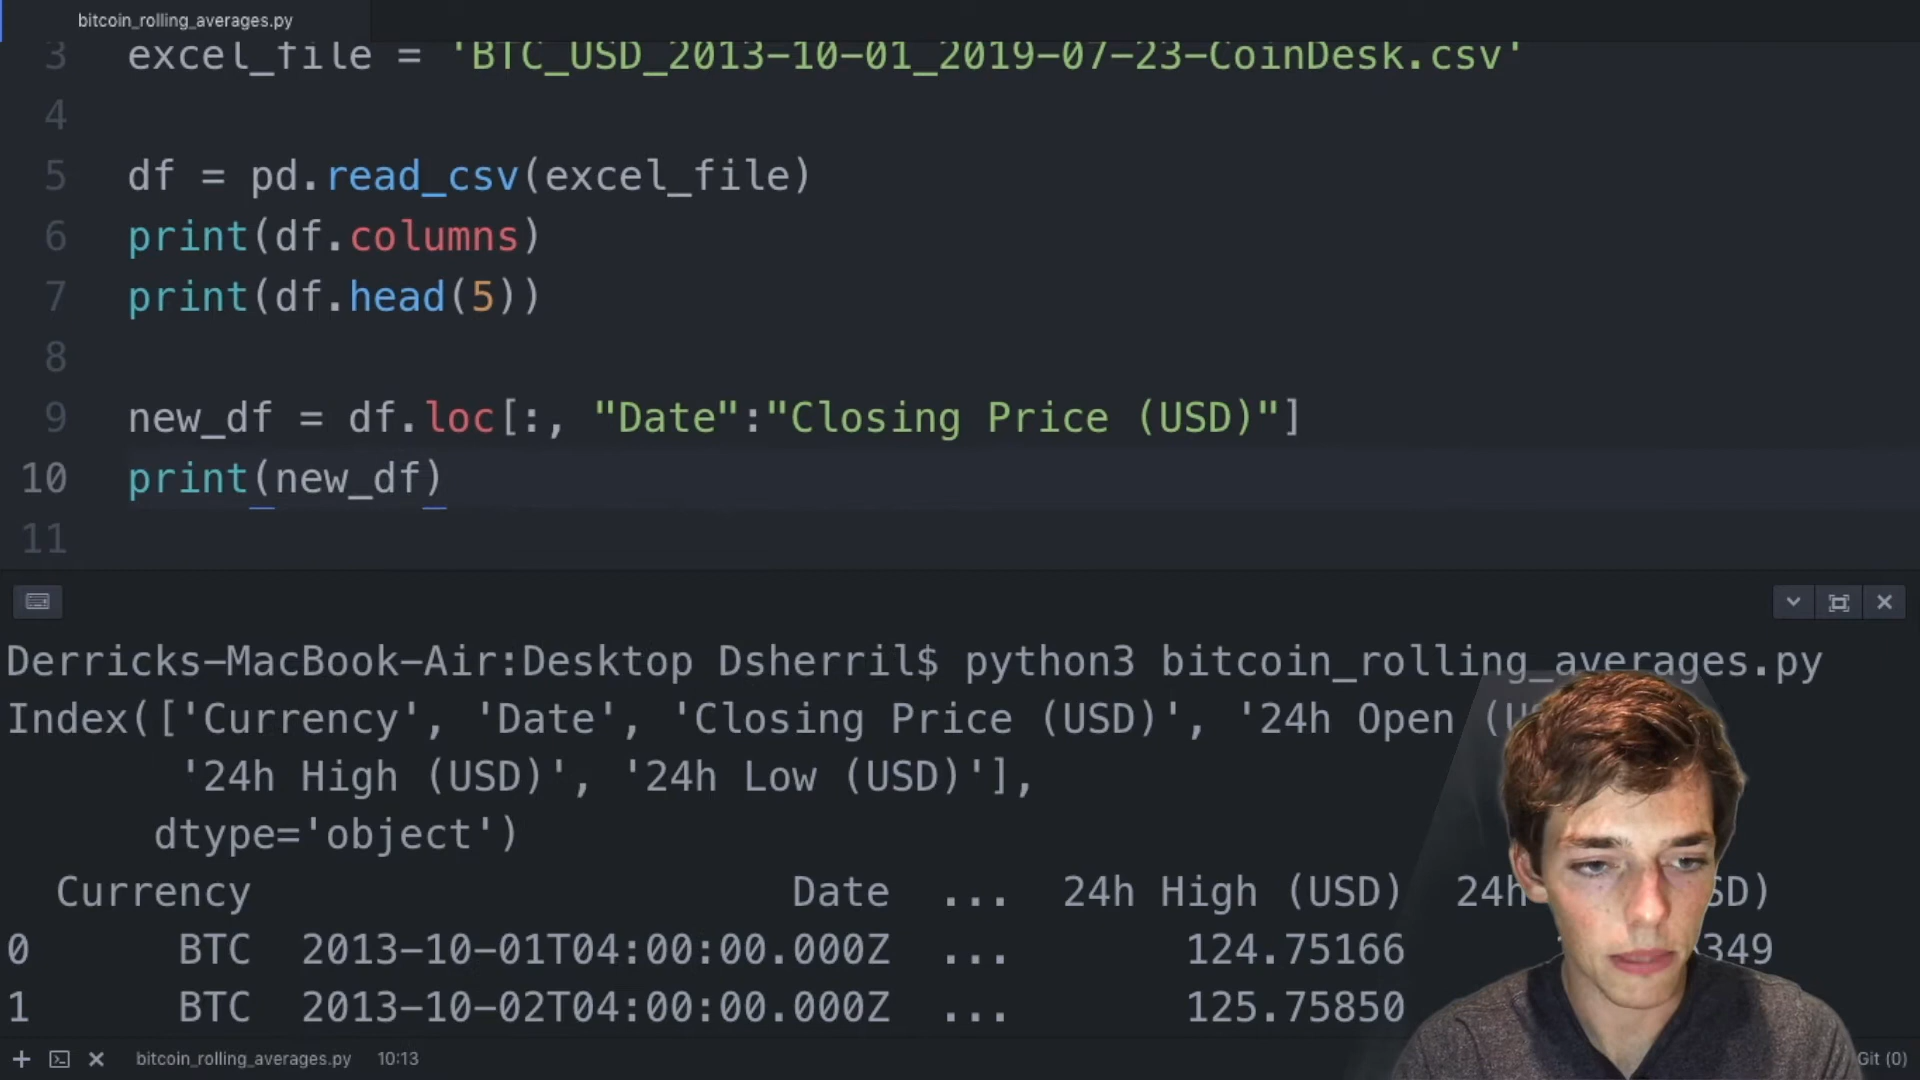 bitcoin_rolling_averages.py
3 excel_file = 'BTC_USD_2013-10-01_2019-07-23-CoinDesk.csv'
4
5 df = pd.read_csv(excel_file)
6 print(df.columns)
7 print(df.head(5))
8
9 new_df = df.loc[:, "Date":"Closing Price (USD)"]
10 print(new_df)
11
Derricks-MacBook-Air:Desktop Dsherril$ python3 bitcoin_rolling_averages.py
Index(['Currency', 'Date', 'Closing Price (USD)', '24h Open
'24h High (USD)', '24h Low (USD)'],
dtype='object')
Currency Date ... 24h High (USD) 24h
0 BTC 2013-10-01T04:00:00.000Z ... 124.75166
1 BTC 2013-10-02T04:00:00.000Z ... 125.75850
bitcoin_rolling_averages.py 10:13 Git (0)